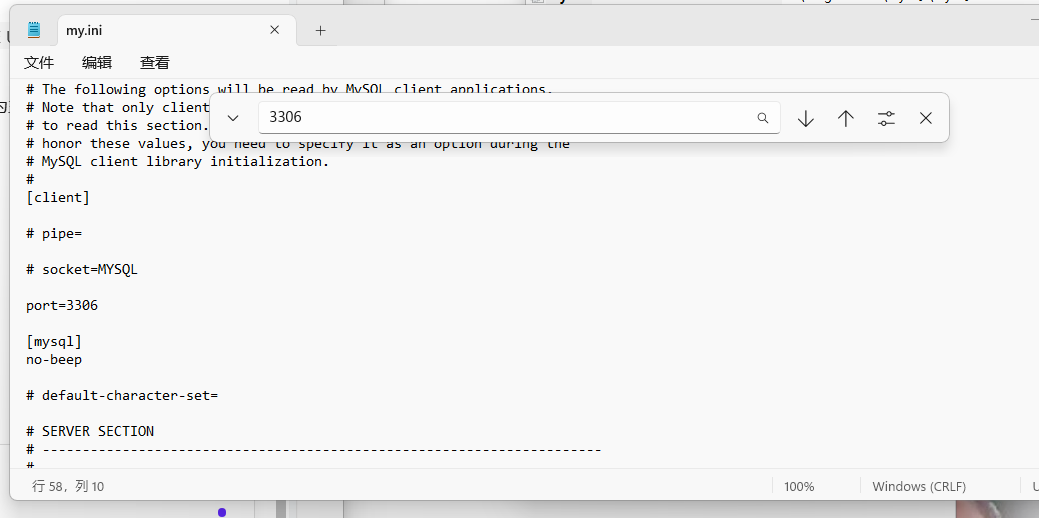 my.ini
文件 编辑 查看
# The following options will be read by MySQL client applications.
# Note that only client
3306
# to read this section.
# honor these values, you need to specify it as an option during the
# MySQL client library initialization.
#
[client]
# pipe=
# socket=MYSQL
port=3306
[mysql]
no-beep
# default-character-set=
# SERVER SECTION
# ----------------------------------------------------------------------
#
行 58，列 10
100%
Windows (CRLF)